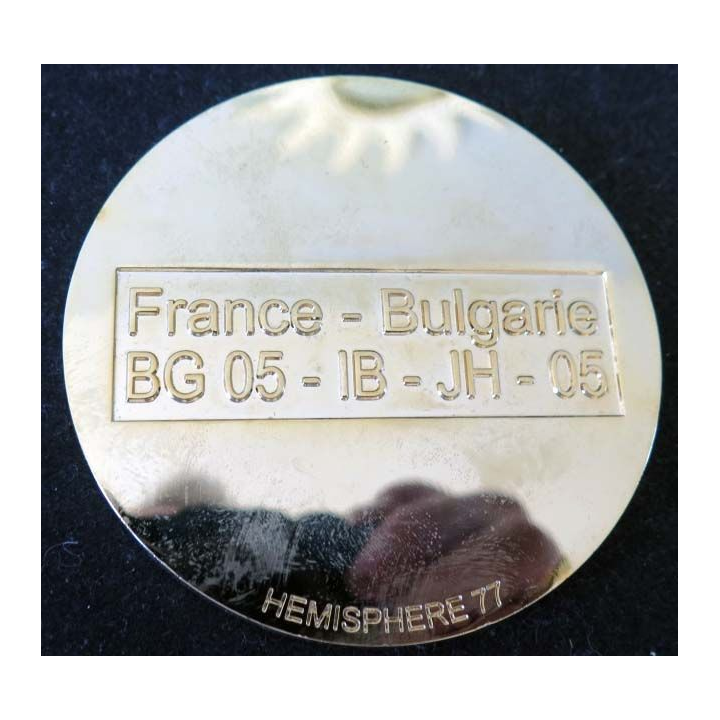 France - Bulgarie
BG 05 - IB - JH - 05
HEMISPHERE 77